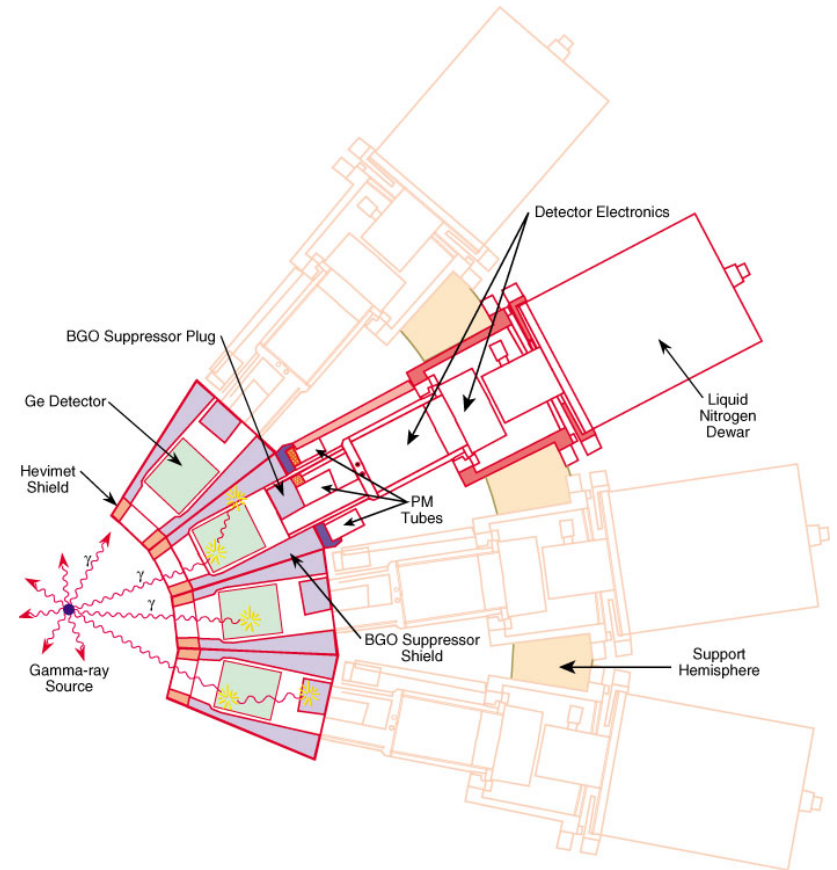 Detector Electronics
BGO Suppressor Plug
Ge Detector
Liquid
Nitrogen
Dewar
Hevimet
Shield
PM
Tubes
γ
γ
γ
BGO Suppressor
Shield
Support
Hemisphere
Gamma-ray
Source